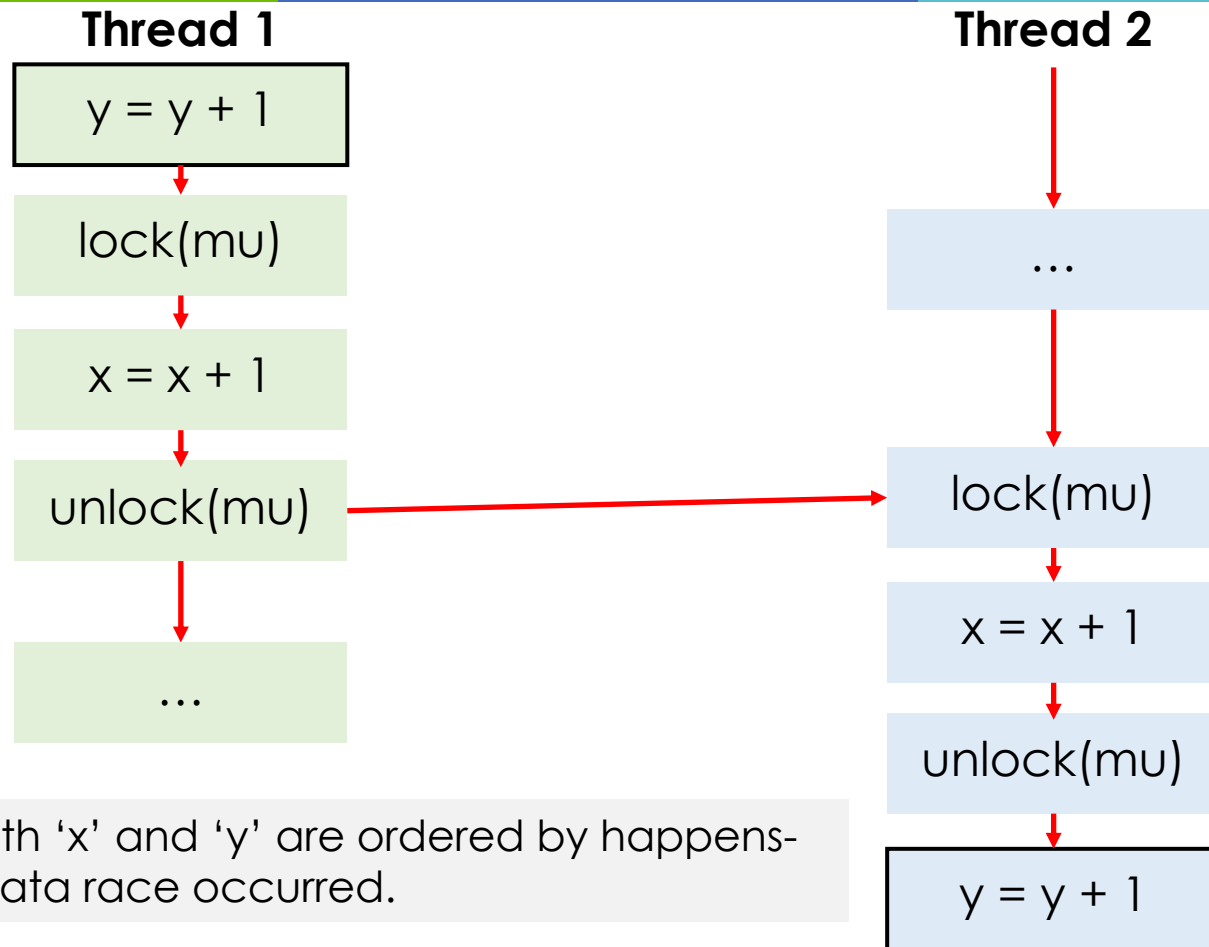 Thread 1
y = y + 1
lock(mu)
x = x + 1
unlock(mu)
…
Thread 2
…
lock(mu)
x = x + 1
unlock(mu)
y = y + 1
th ‘x’ and ‘y’ are ordered by happens-
ata race occurred.